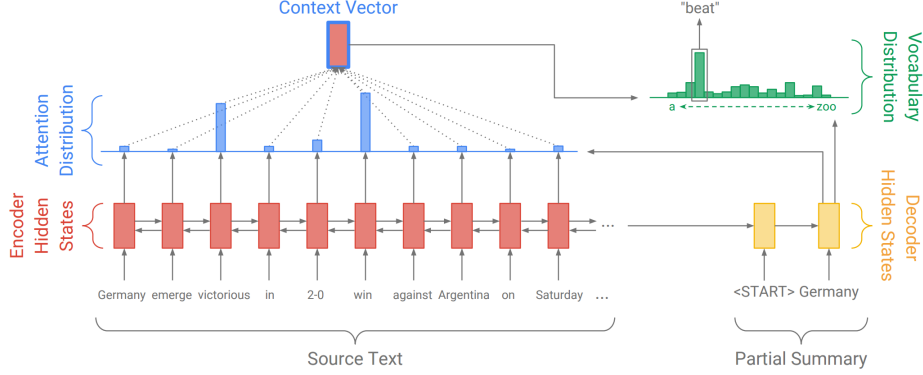 Context Vector
"beat"
Vocabulary
Distribution
a
zoo
Attention
Distribution
Encoder
Hidden
States
Decoder
Hidden States
...
Germany emerge victorious in 2-0 win against Argentina on Saturday ...
<START> Germany
Source Text
Partial Summary